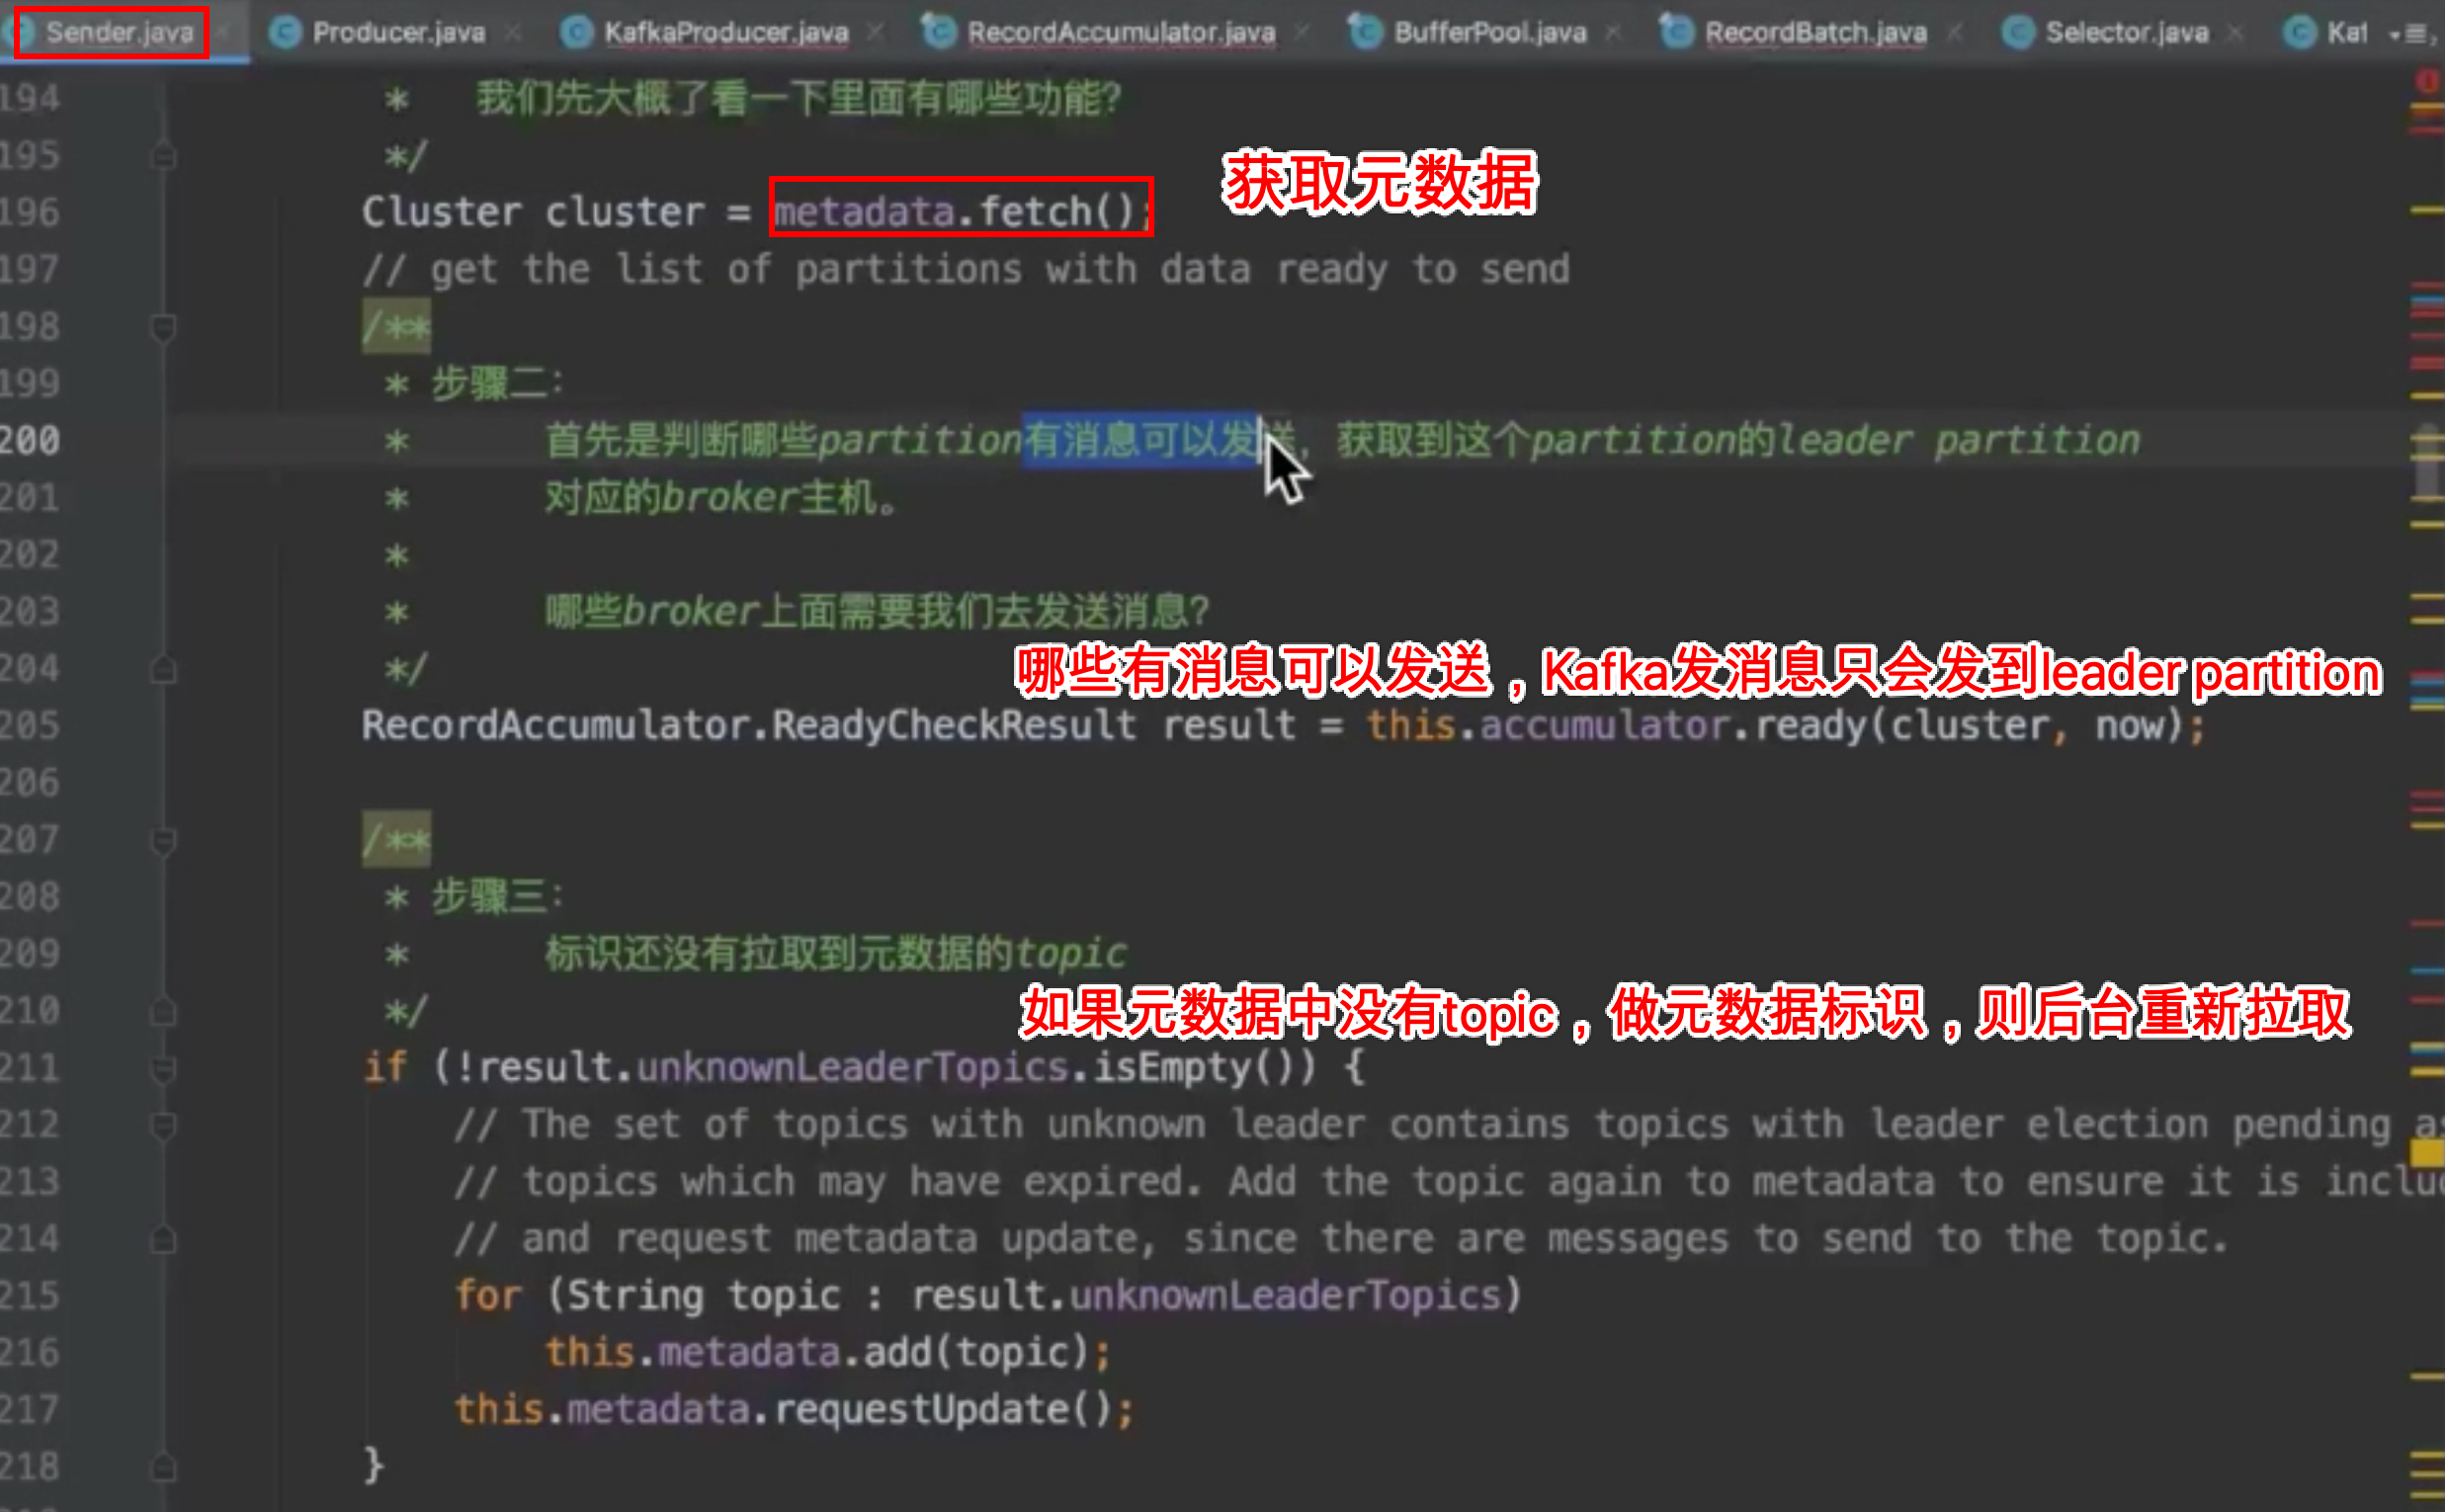 Sender.java Producer.java KafkaProducer.java RecordAccumulator.java BufferPool.java RecordBatch.java Selector.java
194 * 我们先大概了看一下里面有哪些功能?
195 */
获取元数据
196 Cluster cluster = metadata.fetch();
197 // get the list of partitions with data ready to send
198 /**
199 * 步骤二:
200 * 首先是判断哪些partition有消息可以发送, 获取到这个partition的leader partition
201 * 对应的broker主机。
202 *
203 * 哪些broker上面需要我们去发送消息?
哪些有消息可以发送，Kafka发消息只会发到leader partition
204 */
205 RecordAccumulator.ReadyCheckResult result = this.accumulator.ready(cluster, now);
206
207 /**
208 * 步骤三:
209 * 标识还没有拉取到元数据的topic
如果元数据中没有topic，做元数据标识，则后台重新拉取
210 */
211 if (!result.unknownLeaderTopics.isEmpty()) {
212 // The set of topics with unknown leader contains topics with leader election pending
213 // topics which may have expired. Add the topic again to metadata to ensure it is
214 // and request metadata update, since there are messages to send to the topic.
215 for (String topic : result.unknownLeaderTopics)
216 this.metadata.add(topic);
217 this.metadata.requestUpdate();
218 }